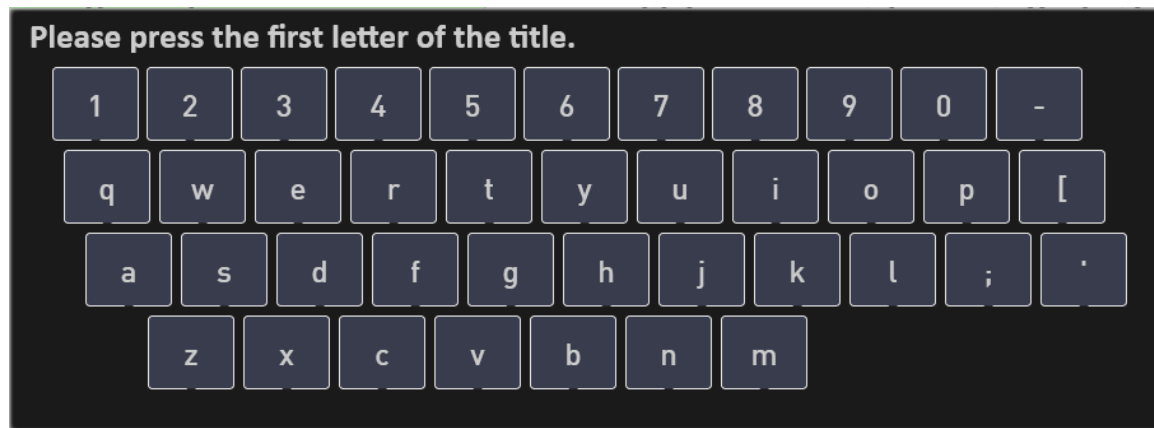 Please press the first letter of the title.
1 2 3 4 5 6 7 8 9 0 -
q w e r t y u i o p [
a s d f g h j k l ; '
z x c v b n m